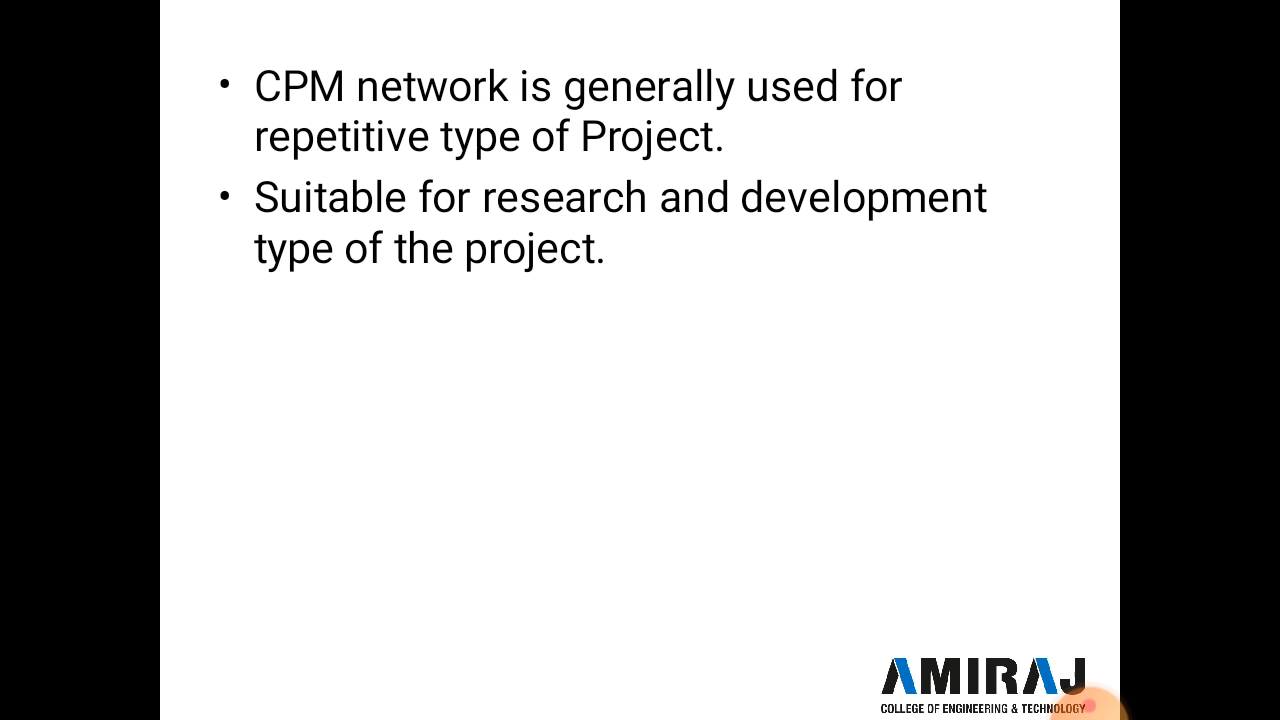 • CPM network is generally used for
repetitive type of Project.
• Suitable for research and development
type of the project.
AMIRAJ
COLLEGE OF ENGINEERING & TECHNOLOGY